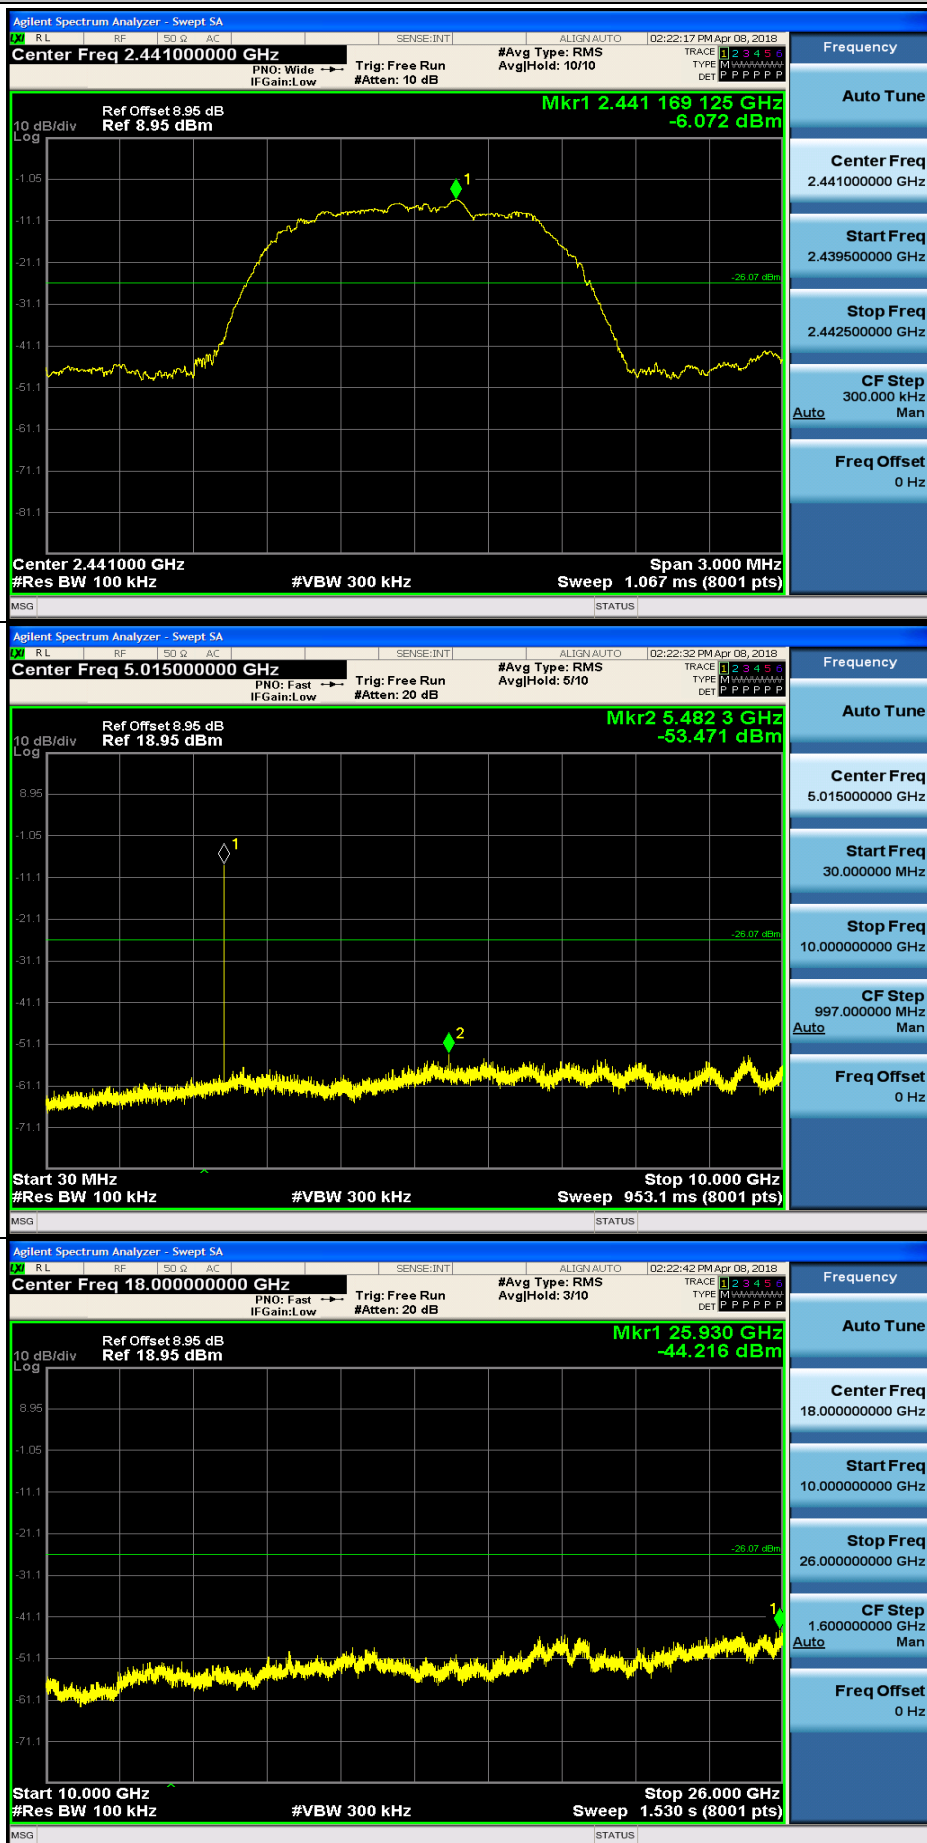 Agilent Spectrum Analyzer - Swept SA
LXI RL RF 50 Ω AC SENSE:INT ALIGN AUTO 02:22:17 PM Apr 08, 2018
Center Freq 2.441000000 GHz
PNO: Wide
IFGain:Low
Trig: Free Run
#Atten: 10 dB
#Avg Type: RMS
Avg|Hold: 10/10
TRACE 1 2 3 4 5 6
TYPE M WWWWW
DET P P P P P P
Frequency
Auto Tune
Center Freq
2.441000000 GHz
Start Freq
2.439500000 GHz
Stop Freq
2.442500000 GHz
CF Step
300.000 kHz
Auto Man
Freq Offset
0 Hz
Mkr1 2.441 169 125 GHz
-6.072 dBm
Ref Offset 8.95 dB
10 dB/div Ref 8.95 dBm
Log
1
-1.05
-11.1
-21.1
-26.07 dBm
-31.1
-41.1
-51.1
-61.1
-71.1
-81.1
Center 2.441000 GHz Span 3.000 MHz
#Res BW 100 kHz #VBW 300 kHz Sweep 1.067 ms (8001 pts)
MSG STATUS
Agilent Spectrum Analyzer - Swept SA
LXI RL RF 50 Ω AC SENSE:INT ALIGN AUTO 02:22:32 PM Apr 08, 2018
Center Freq 5.015000000 GHz
PNO: Fast
IFGain:Low
Trig: Free Run
#Atten: 20 dB
#Avg Type: RMS
Avg|Hold: 5/10
TRACE 1 2 3 4 5 6
TYPE M WWWWW
DET P P P P P P
Frequency
Auto Tune
Center Freq
5.015000000 GHz
Start Freq
30.000000 MHz
Stop Freq
10.000000000 GHz
CF Step
997.000000 MHz
Auto Man
Freq Offset
0 Hz
Mkr2 5.482 3 GHz
-53.471 dBm
Ref Offset 8.95 dB
10 dB/div Ref 18.95 dBm
Log
8.95
-1.05
1
-11.1
-21.1
-26.07 dBm
-31.1
-41.1
2
-51.1
-61.1
-71.1
Start 30 MHz Stop 10.000 GHz
#Res BW 100 kHz #VBW 300 kHz Sweep 953.1 ms (8001 pts)
MSG STATUS
Agilent Spectrum Analyzer - Swept SA
LXI RL RF 50 Ω AC SENSE:INT ALIGN AUTO 02:22:42 PM Apr 08, 2018
Center Freq 18.000000000 GHz
PNO: Fast
IFGain:Low
Trig: Free Run
#Atten: 20 dB
#Avg Type: RMS
Avg|Hold: 3/10
TRACE 1 2 3 4 5 6
TYPE M WWWWW
DET P P P P P P
Frequency
Auto Tune
Center Freq
18.000000000 GHz
Start Freq
10.000000000 GHz
Stop Freq
26.000000000 GHz
CF Step
1.600000000 GHz
Auto Man
Freq Offset
0 Hz
Mkr1 25.930 GHz
-44.216 dBm
Ref Offset 8.95 dB
10 dB/div Ref 18.95 dBm
Log
8.95
-1.05
-11.1
-21.1
-26.07 dBm
-31.1
-41.1
1
-51.1
-61.1
-71.1
Start 10.000 GHz Stop 26.000 GHz
#Res BW 100 kHz #VBW 300 kHz Sweep 1.530 s (8001 pts)
MSG STATUS